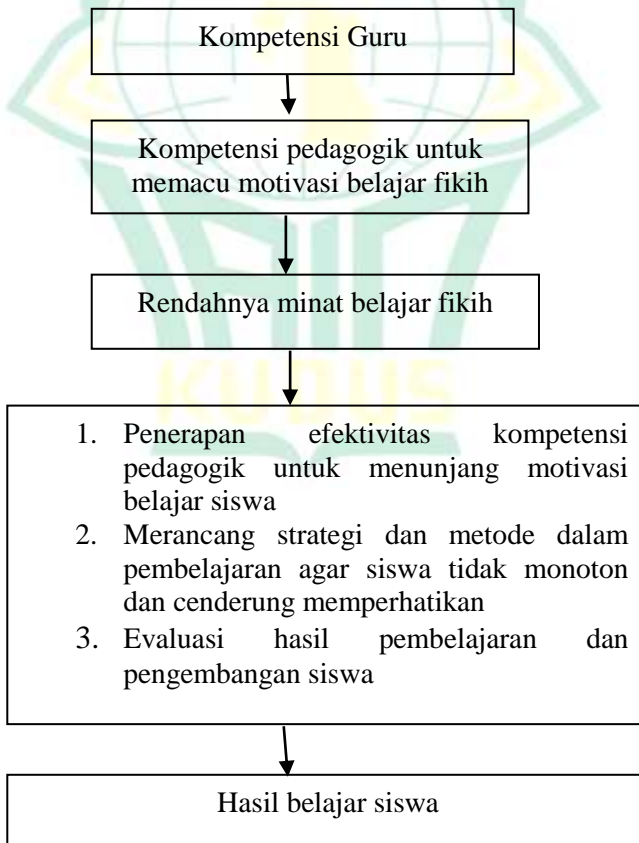 Kompetensi Guru
Kompetensi pedagogik untuk
memacu motivasi belajar fikih
Rendahnya minat belajar fikih
1. Penerapan efektivitas kompetensi
pedagogik untuk menunjang motivasi
belajar siswa
2. Merancang strategi dan metode dalam
pembelajaran agar siswa tidak monoton
dan cenderung memperhatikan
3. Evaluasi hasil pembelajaran dan
pengembangan siswa
Hasil belajar siswa
KUDUS